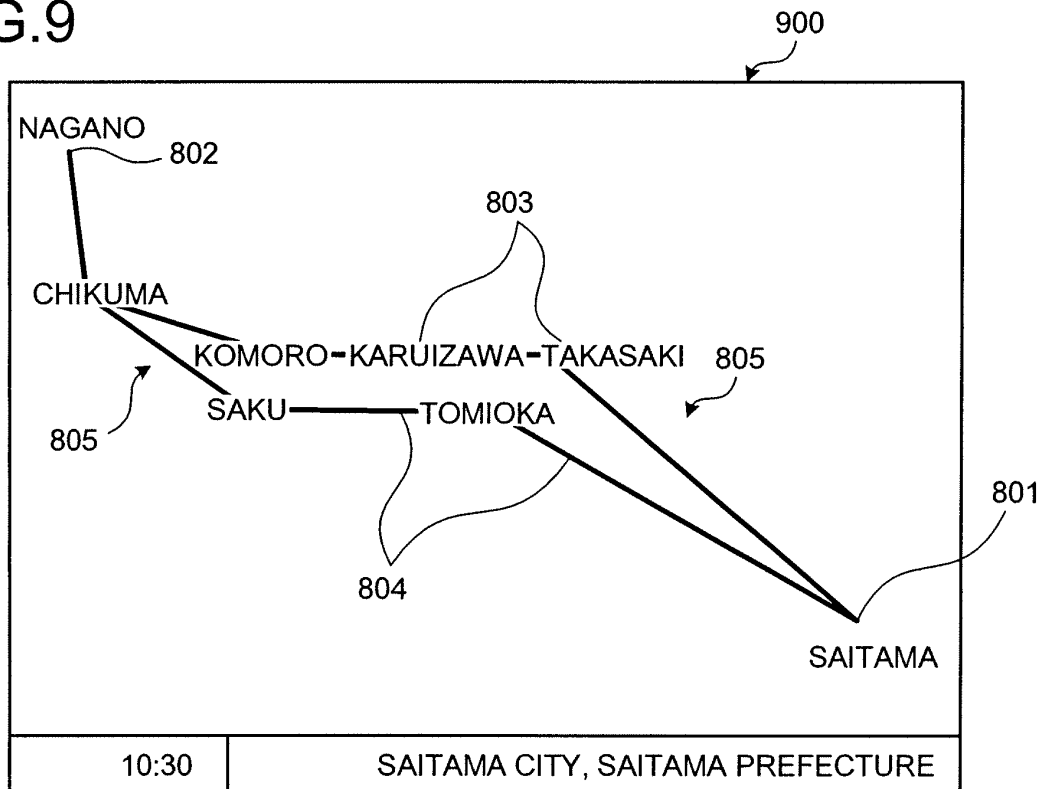 G.9
900
NAGANO
802
803
CHIKUMA
KOMORO KARUIZAWA TAKASAKI
805
SAKU TOMIOKA
805
801
804
SAITAMA
10:30 SAITAMA CITY, SAITAMA PREFECTURE